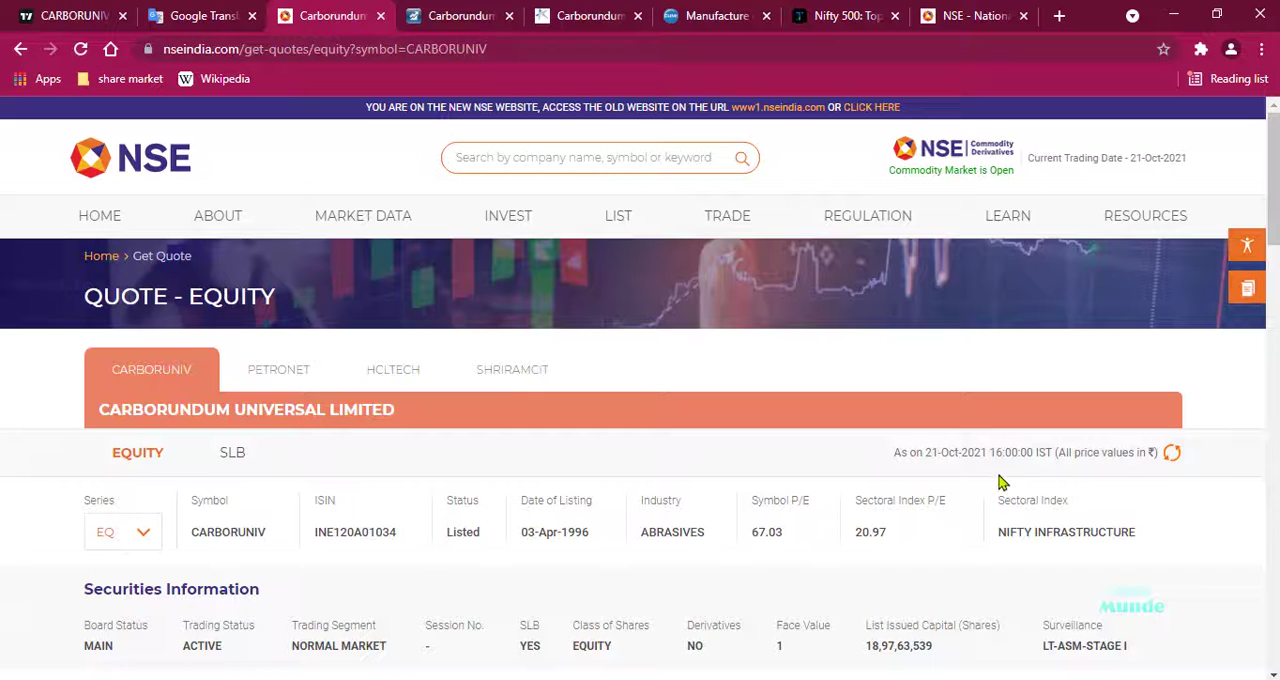 CARBORUNIV
Google Trans
Carborundum
Carborundum
Carborundum
Manufacture
Nifty 500: Top
NSE - Nation
nseindia.com/get-quotes/equity?symbol=CARBORUNIV
Apps share market Wikipedia Reading list
YOU ARE ON THE NEW NSE WEBSITE, ACCESS THE OLD WEBSITE ON THE URL www1.nseindia.com OR CLICK HERE
NSE
Search by company name, symbol or keyword
NSE Commodity Derivatives
Commodity Market is Open
Current Trading Date - 21-Oct-2021
HOME ABOUT MARKET DATA INVEST LIST TRADE REGULATION LEARN RESOURCES
Home > Get Quote
QUOTE - EQUITY
CARBORUNIV PETRONET HCLTECH SHRIRAMCIT
CARBORUNDUM UNIVERSAL LIMITED
EQUITY SLB As on 21-Oct-2021 16:00:00 IST (All price values in ₹)
Series Symbol ISIN Status Date of Listing Industry Symbol P/E Sectoral Index P/E Sectoral Index
EQ CARBORUNIV INE120A01034 Listed 03-Apr-1996 ABRASIVES 67.03 20.97 NIFTY INFRASTRUCTURE
Securities Information
Munde
Board Status Trading Status Trading Segment Session No. SLB Class of Shares Derivatives Face Value List Issued Capital (Shares) Surveillance
MAIN ACTIVE NORMAL MARKET - YES EQUITY NO 1 18,97,63,539 LT-ASM-STAGE I